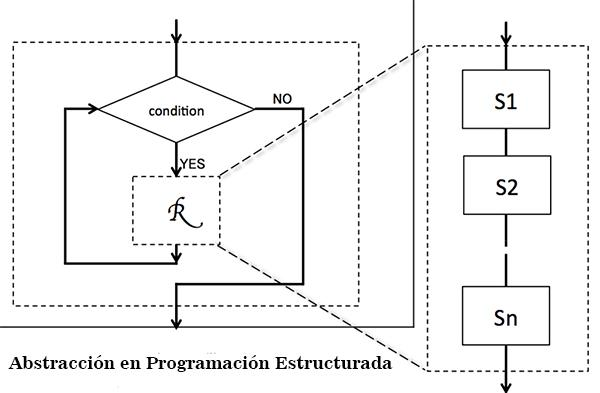 condition
NO
YES
R
S1
S2
Sn
Abstracción en Programación Estructurada